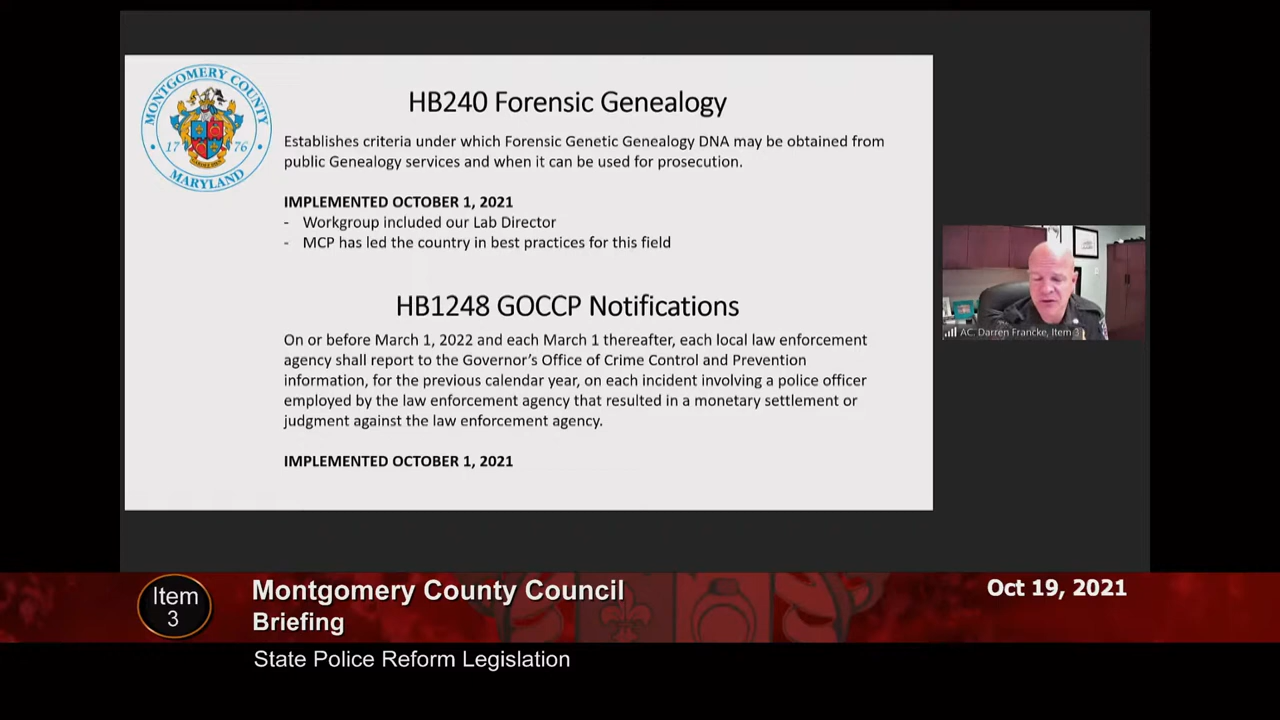 MONTGOMERY COUNTY
17 76
MARYLAND
HB240 Forensic Genealogy
Establishes criteria under which Forensic Genetic Genealogy DNA may be obtained from
public Genealogy services and when it can be used for prosecution.
IMPLEMENTED OCTOBER 1, 2021
- Workgroup included our Lab Director
- MCP has led the country in best practices for this field
HB1248 GOCCP Notifications
On or before March 1, 2022 and each March 1 thereafter, each local law enforcement
agency shall report to the Governor's Office of Crime Control and Prevention
information, for the previous calendar year, on each incident involving a police officer
employed by the law enforcement agency that resulted in a monetary settlement or
judgment against the law enforcement agency.
IMPLEMENTED OCTOBER 1, 2021
AC. Darren Francke, Item 3
Item
3
Montgomery County Council
Briefing
Oct 19, 2021
State Police Reform Legislation